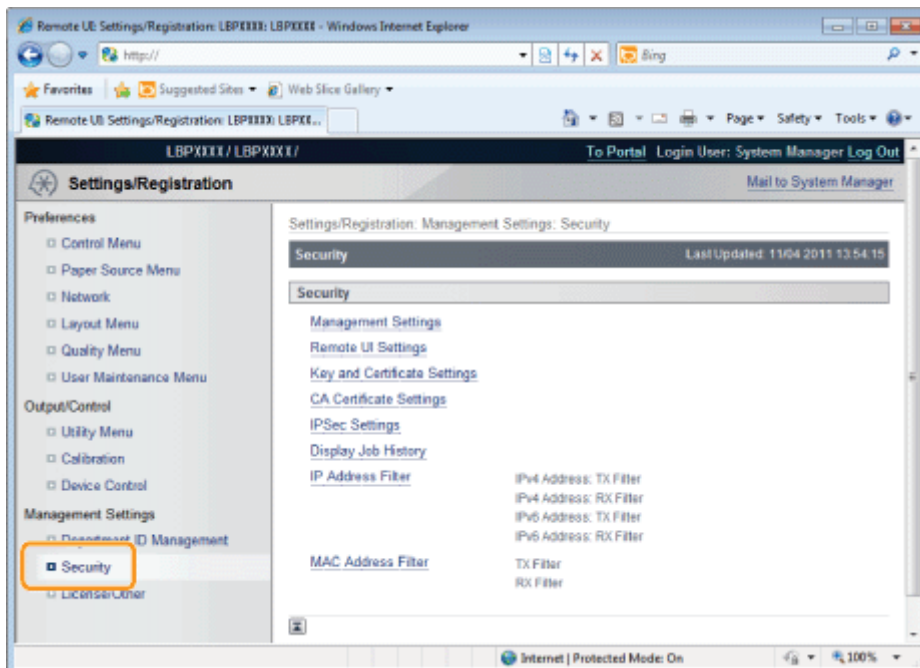 Remote UI: Settings/Registration: LBPXXXX: LBPXXXX - Windows Internet Explorer
http://
Bing
Favorites Suggested Sites Web Slice Gallery
Remote UI: Settings/Registration: LBPXXXX: LBPXX...
Page Safety Tools
LBPXXXX / LBPXXXX /
To Portal Login User: System Manager Log Out
Settings/Registration
Mail to System Manager
Preferences
Control Menu
Paper Source Menu
Network
Layout Menu
Quality Menu
User Maintenance Menu
Output/Control
Utility Menu
Calibration
Device Control
Management Settings
Department ID Management
Security
License/Other
Settings/Registration: Management Settings: Security
Security Last Updated: 11/04 2011 13:54:15
Security
Management Settings
Remote UI Settings
Key and Certificate Settings
CA Certificate Settings
IPSec Settings
Display Job History
IP Address Filter IPv4 Address: TX Filter
IPv4 Address: RX Filter
IPv6 Address: TX Filter
IPv6 Address: RX Filter
MAC Address Filter TX Filter
RX Filter
Internet | Protected Mode: On 100%